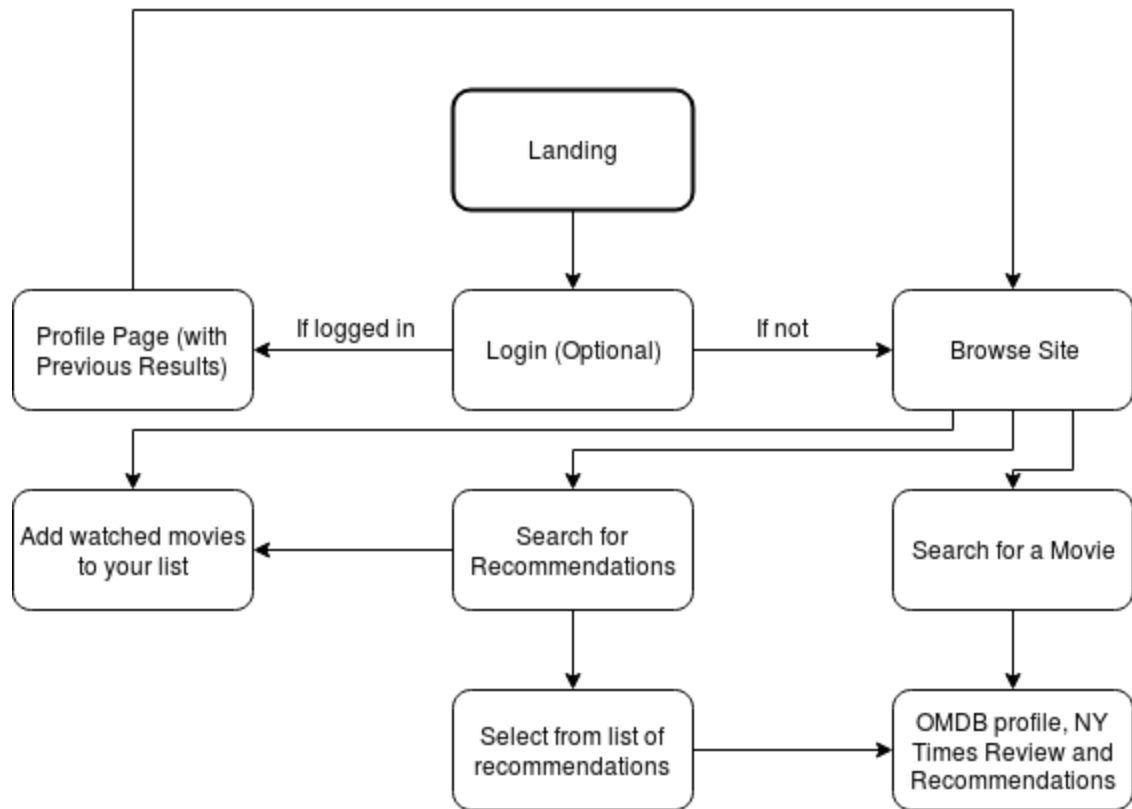 Landing
Profile Page (with
Previous Results)
If logged in
Login (Optional)
If not
Browse Site
Add watched movies
to your list
Search for
Recommendations
Search for a Movie
Select from list of
recommendations
OMDB profile, NY
Times Review and
Recommendations